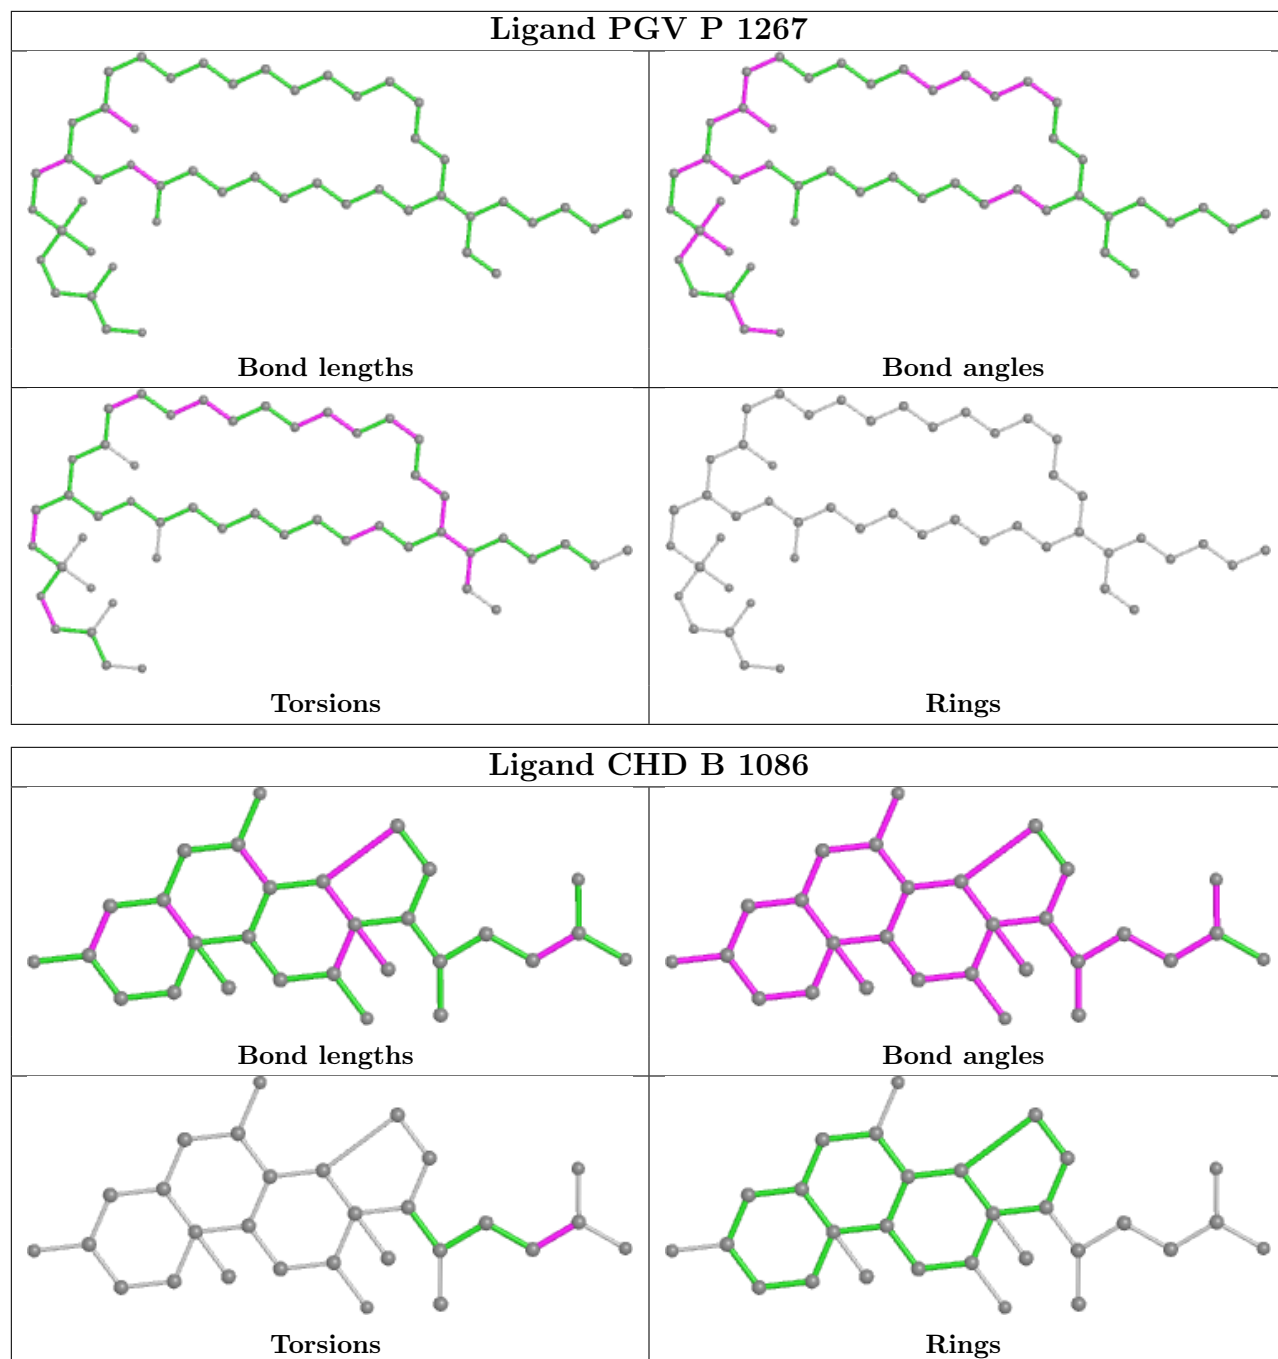 Ligand PGV P 1267
Bond lengths
Bond angles
Torsions
Rings
Ligand CHD B 1086
Bond lengths
Bond angles
Torsions
Rings